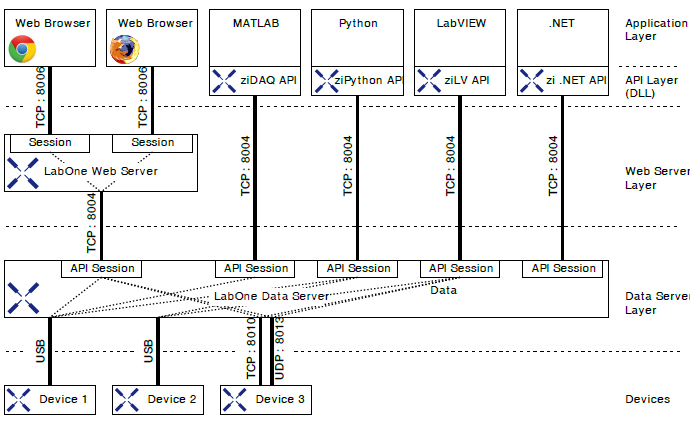 Web Browser
Web Browser
MATLAB
Python
LabVIEW
.NET
Application
Layer
ziDAQ API
ziPython API
ziLV API
zi .NET API
API Layer
(DLL)
TCP: 8006
TCP: 8006
Session
Session
LabOne Web Server
TCP: 8004
TCP: 8004
TCP: 8004
TCP: 8004
Web Server
Layer
TCP: 8004
API Session
API Session
API Session
API Session
API Session
LabOne Data Server
Data
Data Server
Layer
USB
USB
TCP: 8010
UDP: 8013
Device 1
Device 2
Device 3
Devices